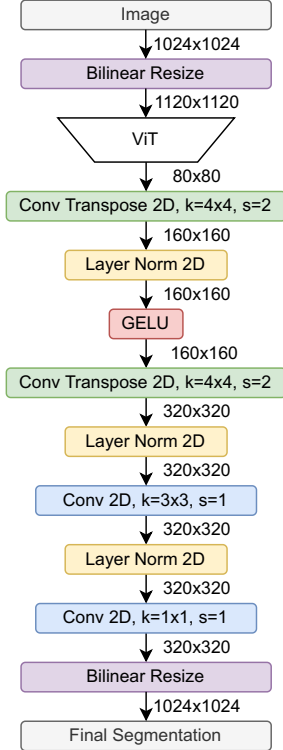 Image
1024x1024
Bilinear Resize
1120x1120
ViT
80x80
Conv Transpose 2D, k=4x4, s=2
160x160
Layer Norm 2D
160x160
GELU
160x160
Conv Transpose 2D, k=4x4, s=2
320x320
Layer Norm 2D
320x320
Conv 2D, k=3x3, s=1
320x320
Layer Norm 2D
320x320
Conv 2D, k=1x1, s=1
320x320
Bilinear Resize
1024x1024
Final Segmentation